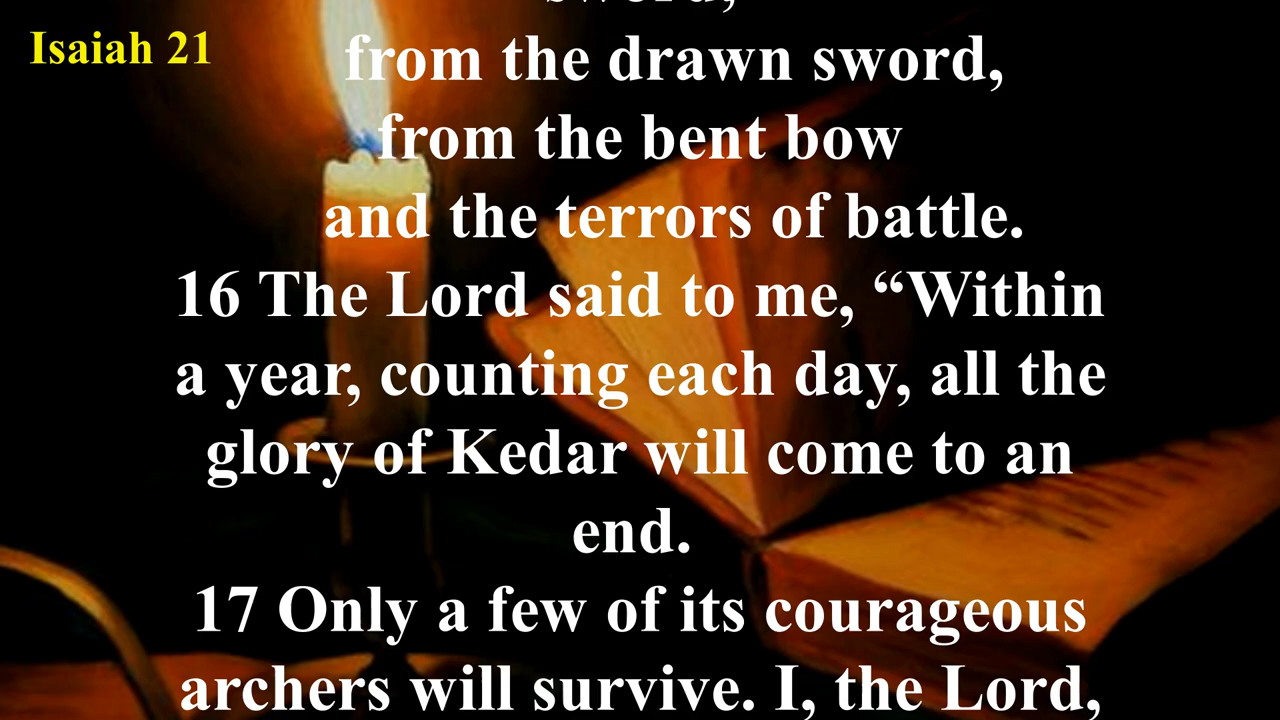 Isaiah 21
sword,
from the drawn sword,
from the bent bow
and the terrors of battle.
16 The Lord said to me, “Within
a year, counting each day, all the
glory of Kedar will come to an
end.
17 Only a few of its courageous
archers will survive. I, the Lord,